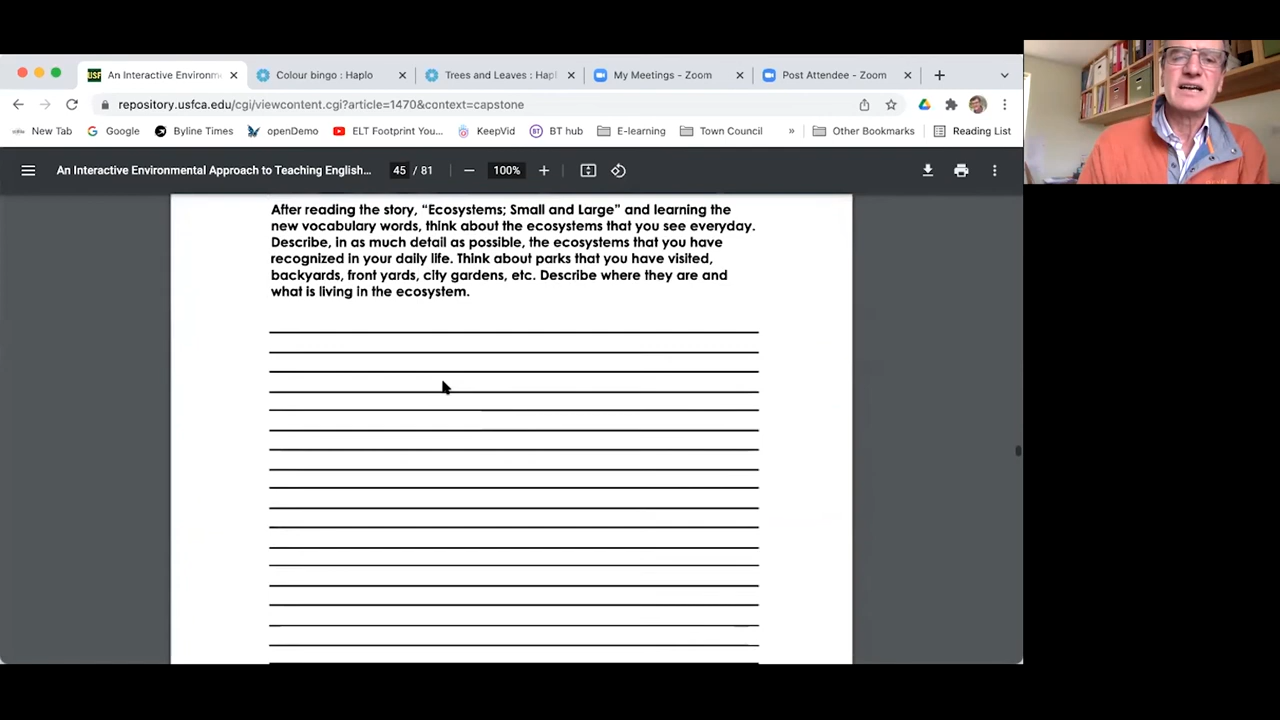 An Interactive Environm
Colour bingo : Haplo
Trees and Leaves : Hapl
My Meetings - Zoom
Post Attendee - Zoom
repository.usfca.edu/cgi/viewcontent.cgi?article=1470&context=capstone
New Tab
Google
Byline Times
openDemo
ELT Footprint You...
KeepVid
BT hub
E-learning
Town Council
»
Other Bookmarks
Reading List
An Interactive Environmental Approach to Teaching English...
45 / 81
100%
After reading the story, “Ecosystems; Small and Large” and learning the
new vocabulary words, think about the ecosystems that you see everyday.
Describe, in as much detail as possible, the ecosystems that you have
recognized in your daily life. Think about parks that you have visited,
backyards, front yards, city gardens, etc. Describe where they are and
what is living in the ecosystem.